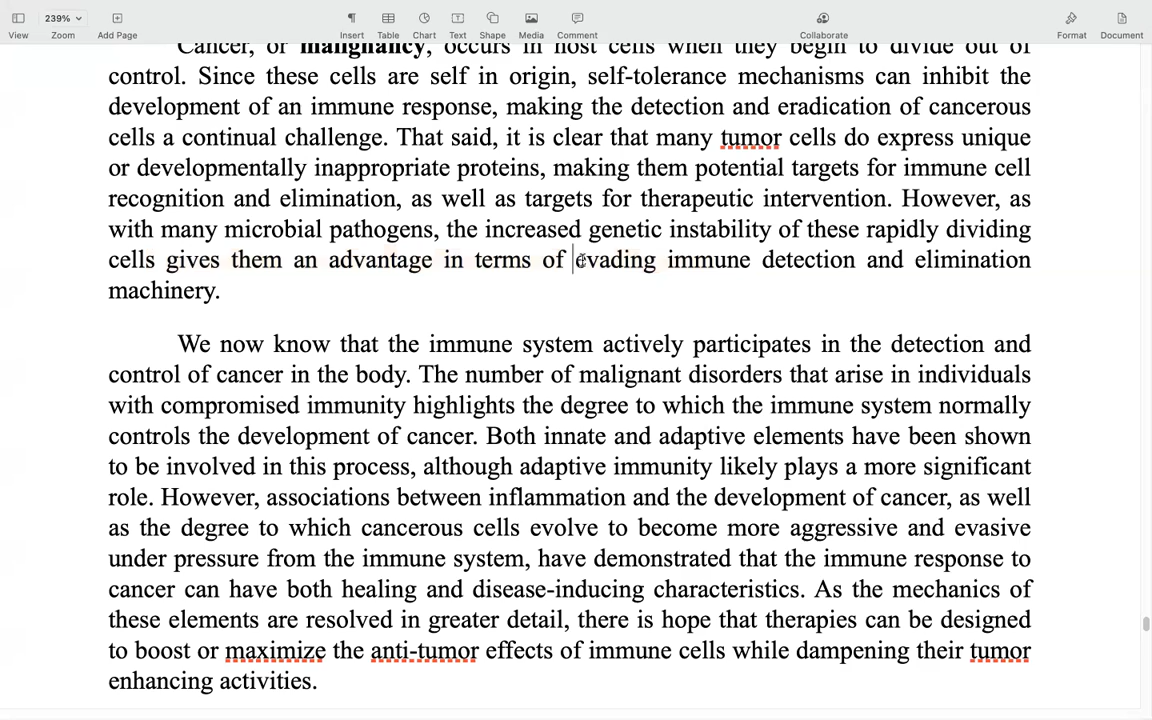 239%
View
Zoom
Add Page
Insert
Table
Chart
Text
Shape
Media
Comment
Collaborate
Format
Document
Cancer, or malignancy, occurs in host cells when they begin to divide out of
control. Since these cells are self in origin, self-tolerance mechanisms can inhibit the
development of an immune response, making the detection and eradication of cancerous
cells a continual challenge. That said, it is clear that many tumor cells do express unique
or developmentally inappropriate proteins, making them potential targets for immune cell
recognition and elimination, as well as targets for therapeutic intervention. However, as
with many microbial pathogens, the increased genetic instability of these rapidly dividing
cells gives them an advantage in terms of evading immune detection and elimination
machinery.
We now know that the immune system actively participates in the detection and
control of cancer in the body. The number of malignant disorders that arise in individuals
with compromised immunity highlights the degree to which the immune system normally
controls the development of cancer. Both innate and adaptive elements have been shown
to be involved in this process, although adaptive immunity likely plays a more significant
role. However, associations between inflammation and the development of cancer, as well
as the degree to which cancerous cells evolve to become more aggressive and evasive
under pressure from the immune system, have demonstrated that the immune response to
cancer can have both healing and disease-inducing characteristics. As the mechanics of
these elements are resolved in greater detail, there is hope that therapies can be designed
to boost or maximize the anti-tumor effects of immune cells while dampening their tumor
enhancing activities.